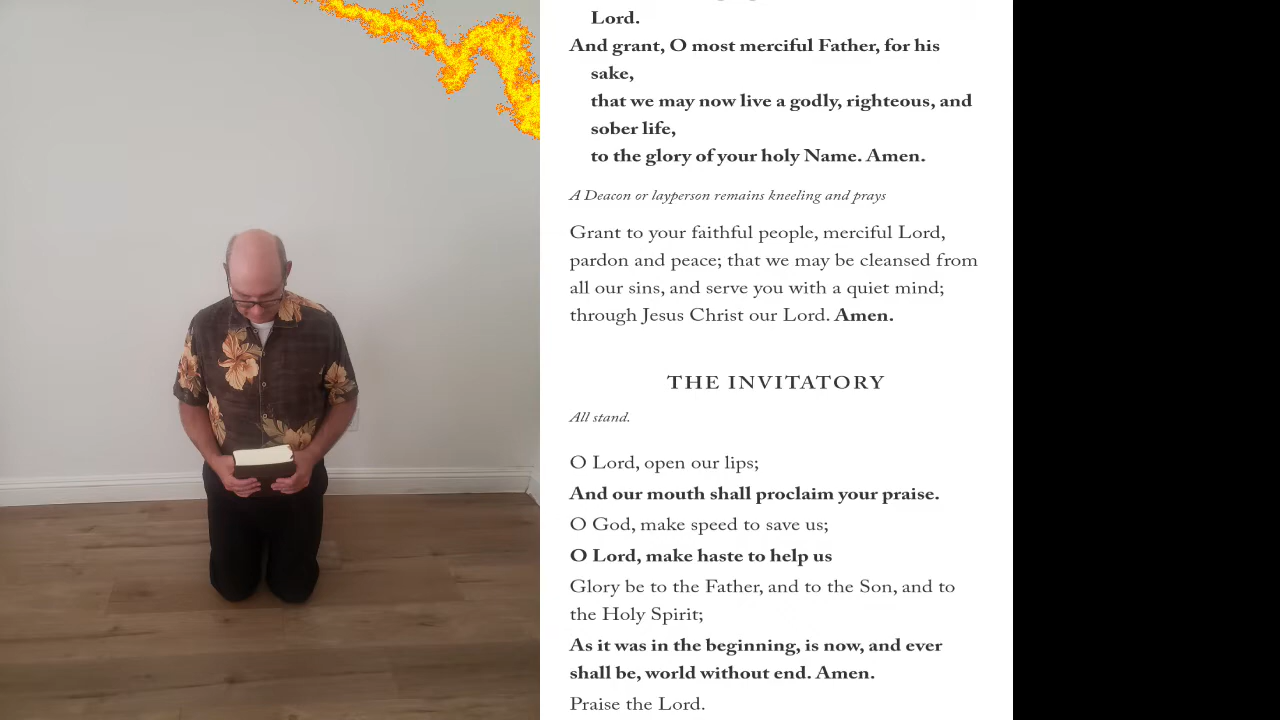 Lord.
And grant, O most merciful Father, for his
sake,
that we may now live a godly, righteous, and
sober life,
to the glory of your holy Name. Amen.
A Deacon or layperson remains kneeling and prays
Grant to your faithful people, merciful Lord,
pardon and peace; that we may be cleansed from
all our sins, and serve you with a quiet mind;
through Jesus Christ our Lord. Amen.
THE INVITATORY
All stand.
O Lord, open our lips;
And our mouth shall proclaim your praise.
O God, make speed to save us;
O Lord, make haste to help us
Glory be to the Father, and to the Son, and to
the Holy Spirit;
As it was in the beginning, is now, and ever
shall be, world without end. Amen.
Praise the Lord.